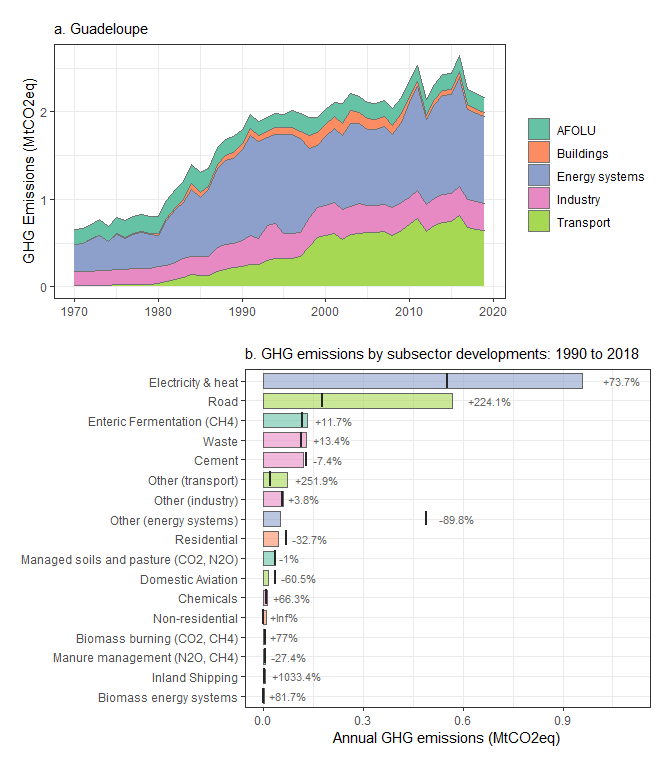 a. Guadeloupe
GHG Emissions (MtCO2eq)
2
1
0
1970
1980
1990
2000
2010
2020
AFOLU
Buildings
Energy systems
Industry
Transport
b. GHG emissions by subsector developments: 1990 to 2018
Electricity & heat +73.7%
Road +224.1%
Enteric Fermentation (CH4) +11.7%
Waste +13.4%
Cement -7.4%
Other (transport) +251.9%
Other (industry) +3.8%
Other (energy systems) -89.8%
Residential -32.7%
Managed soils and pasture (CO2, N2O) -1%
Domestic Aviation -60.5%
Chemicals +66.3%
Non-residential +Inf%
Biomass burning (CO2, CH4) +77%
Manure management (N2O, CH4) -27.4%
Inland Shipping +1033.4%
Biomass energy systems +81.7%
0.0
0.3
0.6
0.9
Annual GHG emissions (MtCO2eq)